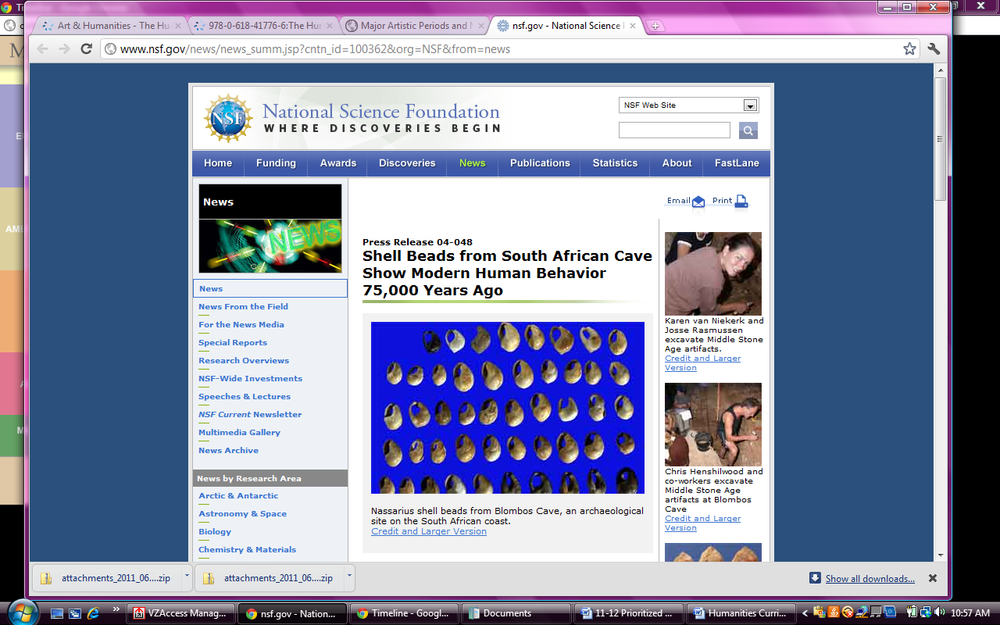 Art & Humanities - The Hu
978-0-618-41776-6:The Hu
Major Artistic Periods and M
nsf.gov - National Science
www.nsf.gov/news/news_summ.jsp?cntn_id=100362&org=NSF&from=news
NSF
National Science Foundation
WHERE DISCOVERIES BEGIN
NSF Web Site
Home Funding Awards Discoveries News Publications Statistics About FastLane
News
NEWS
News
News From the Field
For the News Media
Special Reports
Research Overviews
NSF-Wide Investments
Speeches & Lectures
NSF Current Newsletter
Multimedia Gallery
News Archive
News by Research Area
Arctic & Antarctic
Astronomy & Space
Biology
Chemistry & Materials
Email Print
Press Release 04-048
Shell Beads from South African Cave
Show Modern Human Behavior
75,000 Years Ago
Nassarius shell beads from Blombos Cave, an archaeological
site on the South African coast.
Credit and Larger Version
Karen van Niekerk and
Josse Rasmussen
excavate Middle Stone
Age artifacts.
Credit and Larger
Version
Chris Henshilwood and
co-workers excavate
Middle Stone Age
artifacts at Blombos
Cave
Credit and Larger
Version
attachments_2011_06....zip
attachments_2011_06....zip
Show all downloads...
VZAccess Manag...
nsf.gov - Nation...
Timeline - Googl...
Documents
11-12 Prioritized ...
Humanities Curri...
10:57 AM